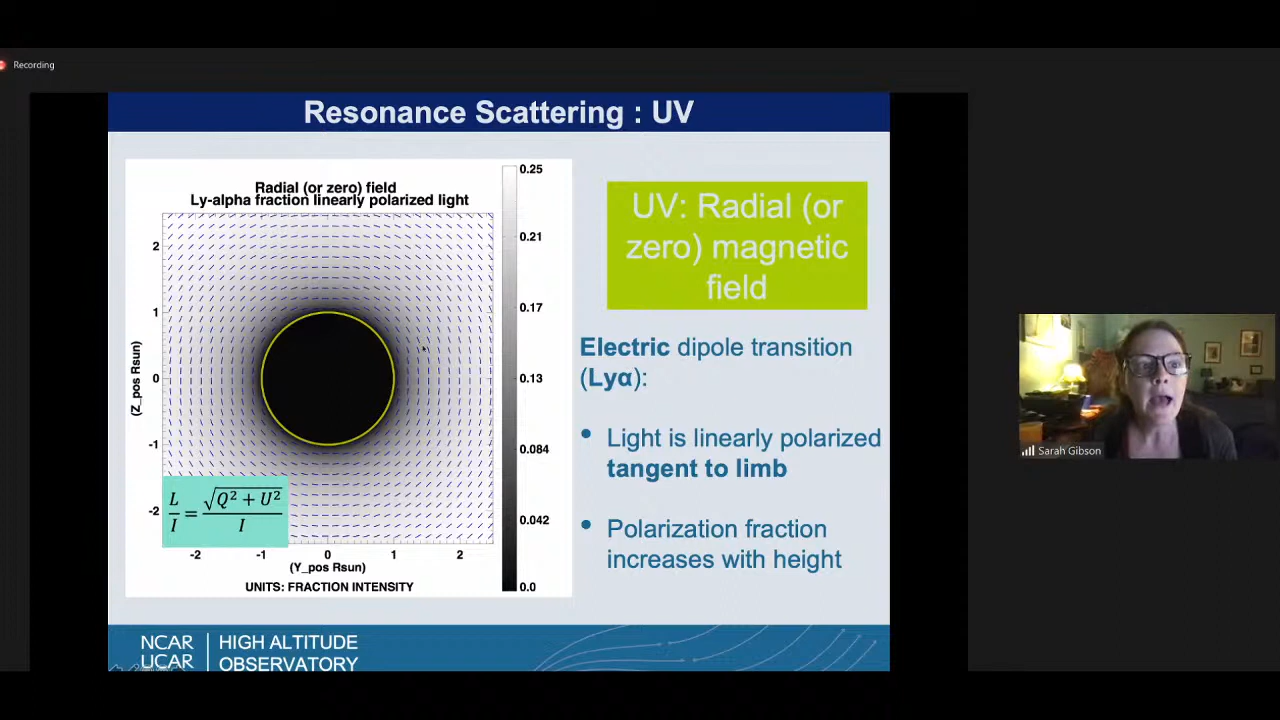 Recording
Resonance Scattering : UV
Radial (or zero) field
Ly-alpha fraction linearly polarized light
(Z_pos Rsun)
2
1
0
-1
-2
-2 -1 0 1 2
(Y_pos Rsun)
UNITS: FRACTION INTENSITY
0.25
0.21
0.17
0.13
0.084
0.042
0.0
L/I = √(Q² + U²)/I
UV: Radial (or
zero) magnetic
field
Electric dipole transition
(Lyα):
• Light is linearly polarized
tangent to limb
• Polarization fraction
increases with height
Sarah Gibson
NCAR
UCAR
HIGH ALTITUDE
OBSERVATORY